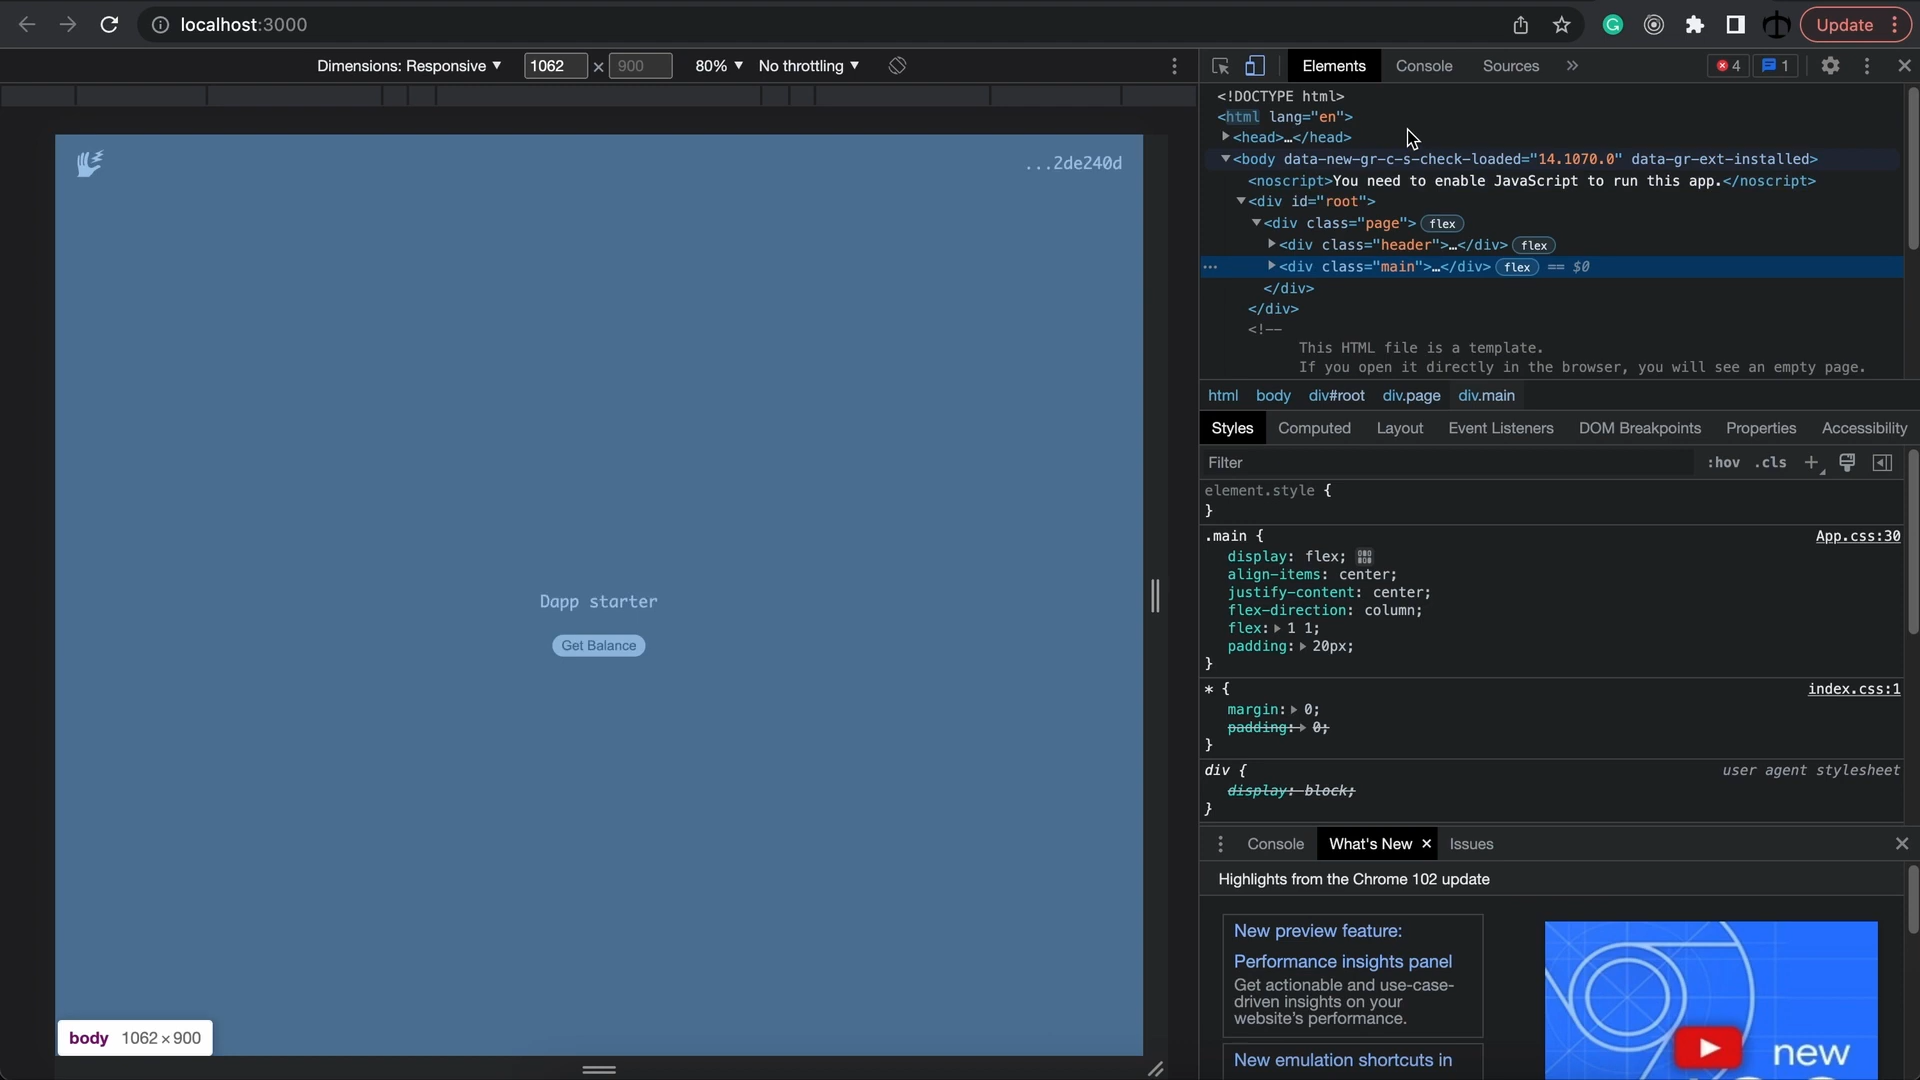 localhost:3000
Update
Dimensions: Responsive ▼ 1062 × 900 80% ▼ No throttling ▼
Elements Console Sources » 4 1
...2de240d
Dapp starter
Get Balance
body 1062×900
<!DOCTYPE html>
<html lang="en">
▶<head>…</head>
▼<body data-new-gr-c-s-check-loaded="14.1070.0" data-gr-ext-installed>
<noscript>You need to enable JavaScript to run this app.</noscript>
▼<div id="root">
▼<div class="page"> flex
▶<div class="header">…</div> flex
… ▶<div class="main">…</div> flex == $0
</div>
</div>
<!--
This HTML file is a template.
If you open it directly in the browser, you will see an empty page.
html body div#root div.page div.main
Styles Computed Layout Event Listeners DOM Breakpoints Properties Accessibility
Filter :hov .cls +
element.style {
}
.main { App.css:30
display: flex;
align-items: center;
justify-content: center;
flex-direction: column;
flex: ▶ 1 1;
padding: ▶ 20px;
}
* { index.css:1
margin: ▶ 0;
padding: ▶ 0;
}
div { user agent stylesheet
display: block;
}
Console What's New × Issues
Highlights from the Chrome 102 update
New preview feature:
Performance insights panel
Get actionable and use-case-
driven insights on your
website's performance.
New emulation shortcuts in
new